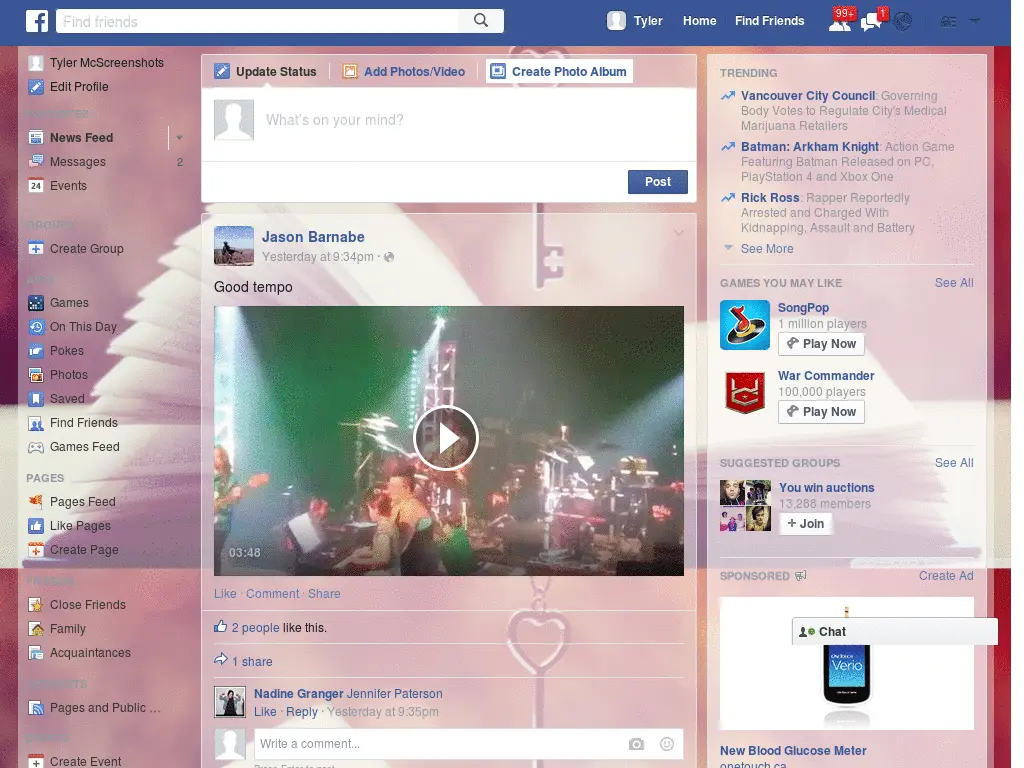 Find friends
Tyler
Home
Find Friends
99+
1
Tyler McScreenshots
Edit Profile
News Feed
Messages
2
24
Events
GROUPS
Create Group
Games
On This Day
Pokes
Photos
Saved
Find Friends
Games Feed
PAGES
Pages Feed
Like Pages
Create Page
FRIENDS
Close Friends
Family
Acquaintances
Pages and Public ...
Create Event
Update Status
Add Photos/Video
Create Photo Album
What's on your mind?
Post
Jason Barnabe
Yesterday at 9:34pm ·
Good tempo
03:48
Like · Comment · Share
2 people like this.
1 share
Nadine Granger Jennifer Paterson
Like · Reply · Yesterday at 9:35pm
Write a comment...
TRENDING
Vancouver City Council: Governing
Body Votes to Regulate City's Medical
Marijuana Retailers
Batman: Arkham Knight: Action Game
Featuring Batman Released on PC,
PlayStation 4 and Xbox One
Rick Ross: Rapper Reportedly
Arrested and Charged With
Kidnapping, Assault and Battery
See More
GAMES YOU MAY LIKE
See All
SongPop
1 million players
Play Now
War Commander
100,000 players
Play Now
SUGGESTED GROUPS
See All
You win auctions
13,288 members
+ Join
SPONSORED
Create Ad
Chat
Verio
New Blood Glucose Meter
onetouch.ca